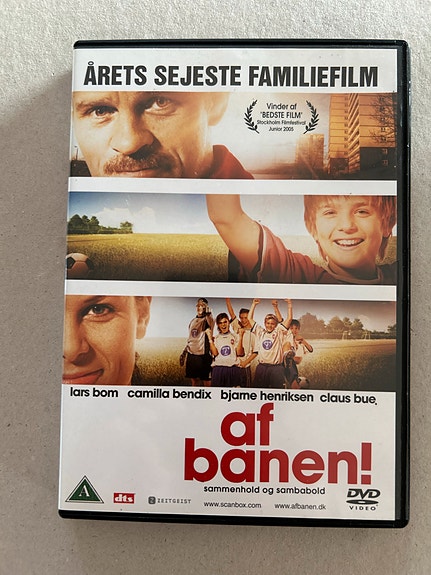 ÅRETS SEJESTE FAMILIEFILM
Vinder af
'BEDSTE FILM'
Stockholm Filmfestival
Junior 2005
lars bom camilla bendix bjarne henriksen claus bue,
af
banen!
sammenhold og sambabold
A
dts
ZEITGEIST
www.scanbox.com www.afbanen.dk
DVD
VIDEO